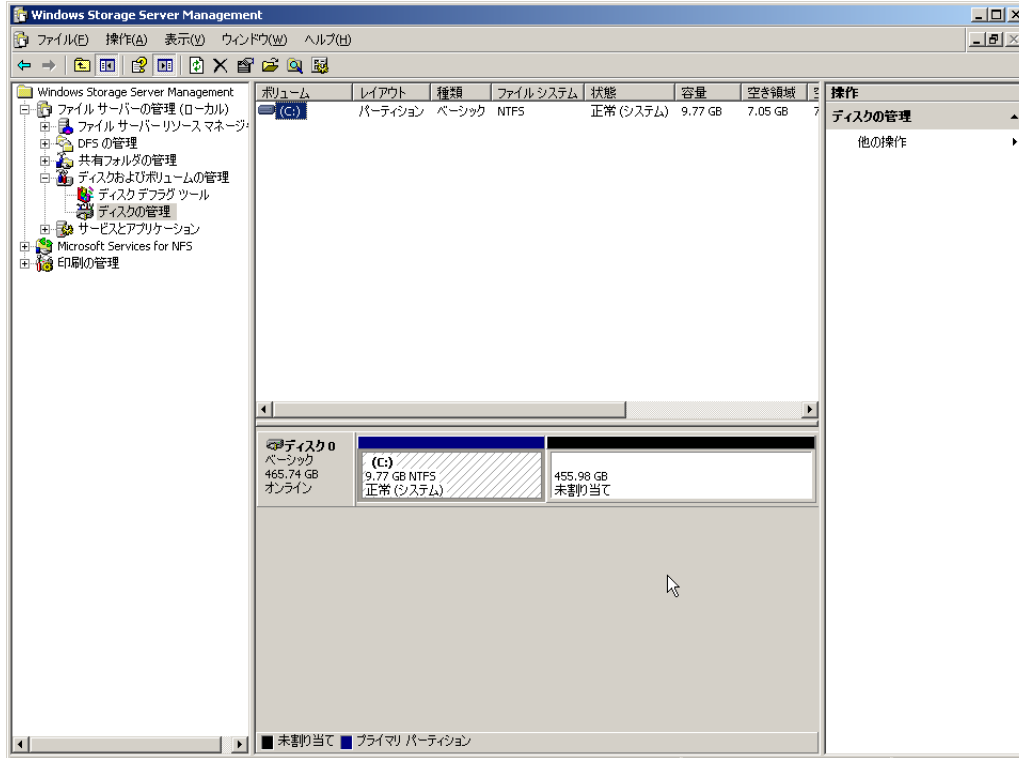 Windows Storage Server Management
ファイル(F) 操作(A) 表示(V) ウィンドウ(W) ヘルプ(H)
Windows Storage Server Management
ファイル サーバーの管理 (ローカル)
ファイル サーバー リソース マネージ
DFS の管理
共有フォルダの管理
ディスクおよびボリュームの管理
ディスク デフラグ ツール
ディスクの管理
サービスとアプリケーション
Microsoft Services for NFS
印刷の管理
ボリューム レイアウト 種類 ファイル システム 状態 容量 空き領域
(C:) パーティション ベーシック NTFS 正常 (システム) 9.77 GB 7.05 GB 7
ディスク 0
ベーシック
465.74 GB
オンライン
(C:)
9.77 GB NTFS
正常 (システム)
455.98 GB
未割り当て
未割り当て プライマリ パーティション
操作
ディスクの管理
他の操作